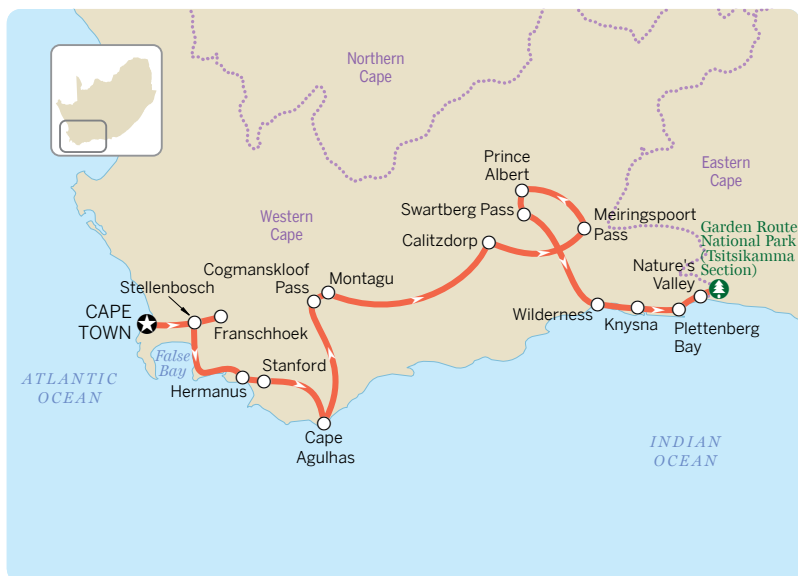 Northern
Cape
Prince
Albert
Eastern
Cape
Swartberg Pass
Meiringspoort
Pass
Western
Cape
Garden Route
National Park
(Tsitsikamma
Section)
Calitzdorp
Cogmanskloof
Pass
Montagu
Nature's
Valley
Stellenbosch
CAPE
TOWN
Franschhoek
Wilderness
Knysna
Plettenberg
Bay
False
Bay
Stanford
Hermanus
ATLANTIC
OCEAN
Cape
Agulhas
INDIAN
OCEAN